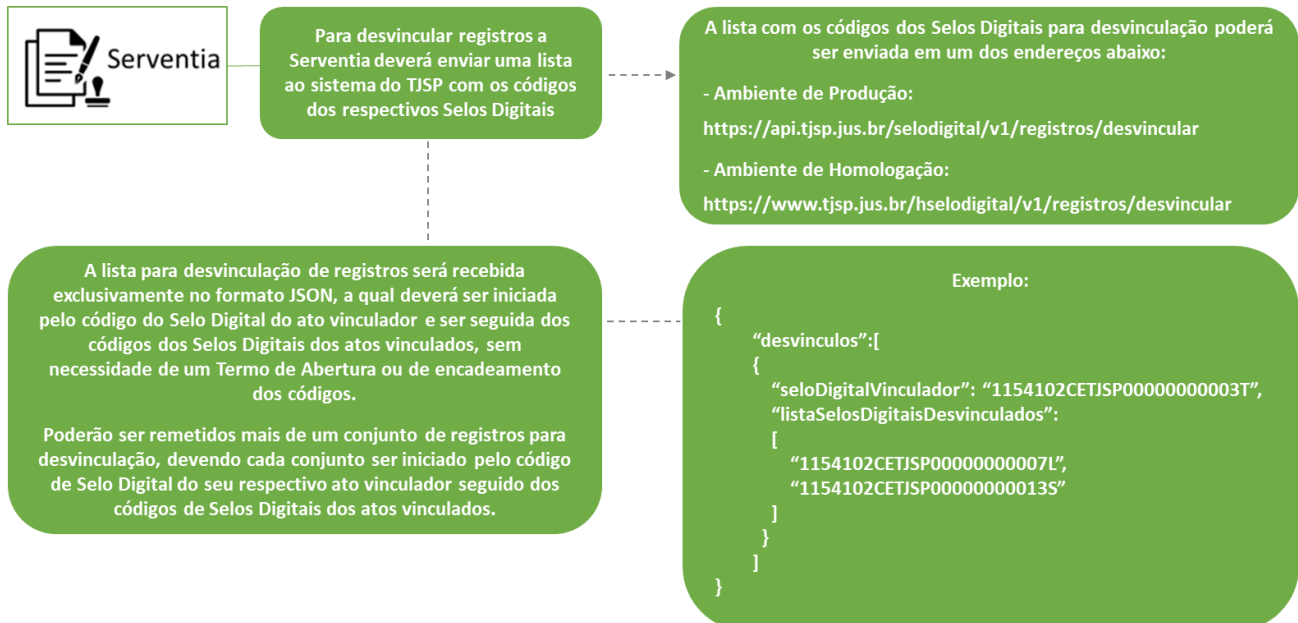 Serventia
Para desvincular registros a
Serventia deverá enviar uma lista
ao sistema do TJSP com os códigos
dos respectivos Selos Digitais
A lista com os códigos dos Selos Digitais para desvinculação poderá
ser enviada em um dos endereços abaixo:
- Ambiente de Produção:
https://api.tjsp.jus.br/selodigital/v1/registros/desvincular
- Ambiente de Homologação:
https://www.tjsp.jus.br/hselodigital/v1/registros/desvincular
A lista para desvinculação de registros será recebida
exclusivamente no formato JSON, a qual deverá ser iniciada
pelo código do Selo Digital do ato vinculador e ser seguida dos
códigos dos Selos Digitais dos atos vinculados, sem
necessidade de um Termo de Abertura ou de encadeamento
dos códigos.
Poderão ser remetidos mais de um conjunto de registros para
desvinculação, devendo cada conjunto ser iniciado pelo código
de Selo Digital do seu respectivo ato vinculador seguido dos
códigos de Selos Digitais dos atos vinculados.
Exemplo:
{
“desvinculos”:[
{
“seloDigitalVinculador”: “1154102CETJSP00000000003T”,
“listaSelosDigitaisDesvinculados”:
[
“1154102CETJSP00000000007L”,
“1154102CETJSP00000000013S”
]
}
]
}